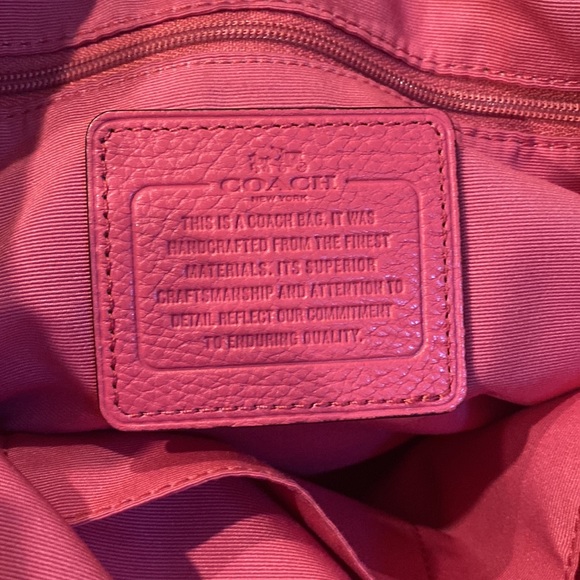 COACH
NEW YORK
THIS IS A COACH BAG. IT WAS
HANDCRAFTED FROM THE FINEST
MATERIALS. ITS SUPERIOR
CRAFTSMANSHIP AND ATTENTION TO
DETAIL REFLECT OUR COMMITMENT
TO ENDURING QUALITY.